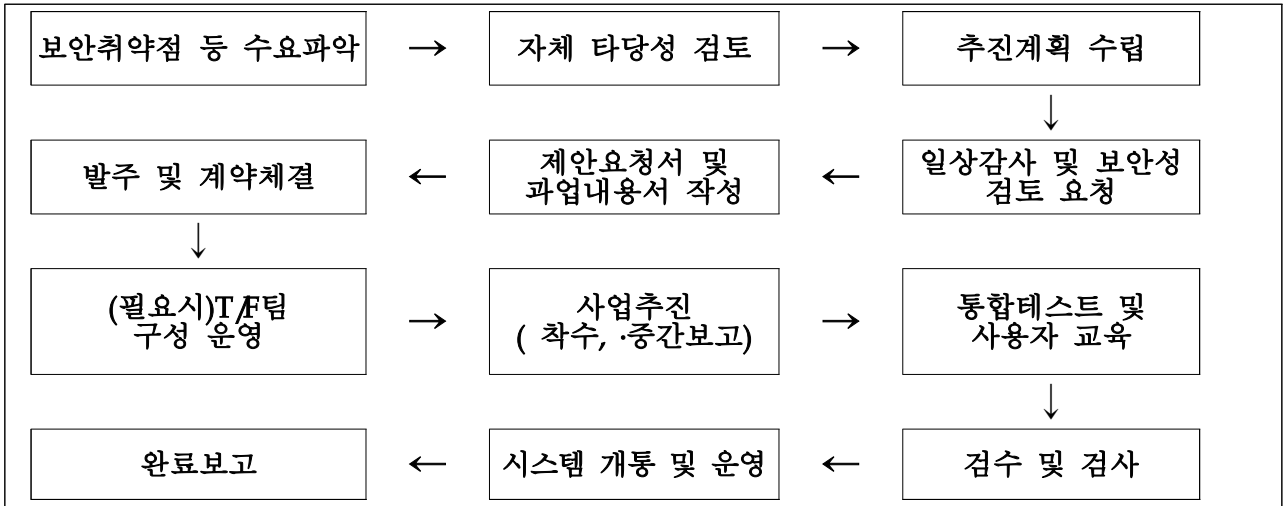 보안취약점 등 수요파악 → 자체 타당성 검토 → 추진계획 수립
↓
발주 및 계약체결 ← 제안요청서 및 과업내용서 작성 ← 일상감사 및 보안성 검토 요청
↓
(필요시)T/F팀 구성 운영 → 사업추진 ( 착수, ·중간보고) → 통합테스트 및 사용자 교육
↓
완료보고 ← 시스템 개통 및 운영 ← 검수 및 검사